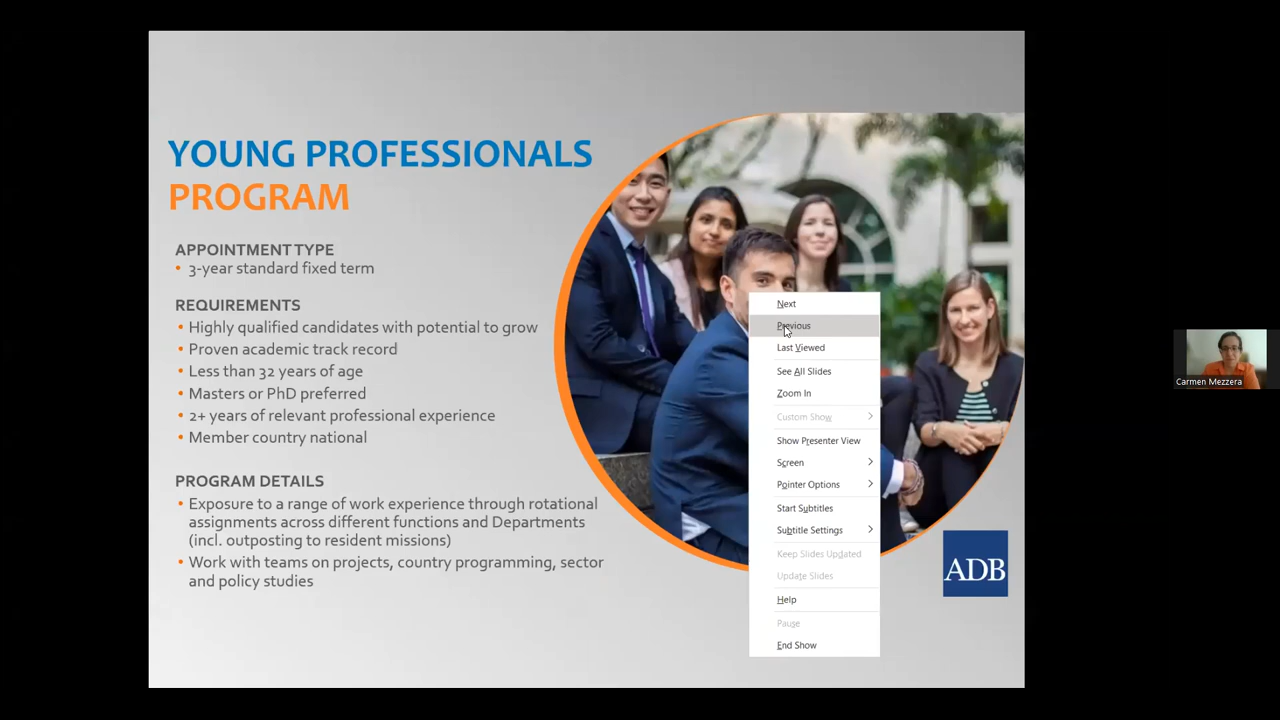 YOUNG PROFESSIONALS
PROGRAM
APPOINTMENT TYPE
• 3-year standard fixed term
REQUIREMENTS
• Highly qualified candidates with potential to grow
• Proven academic track record
• Less than 32 years of age
• Masters or PhD preferred
• 2+ years of relevant professional experience
• Member country national
PROGRAM DETAILS
• Exposure to a range of work experience through rotational
assignments across different functions and Departments
(incl. outposting to resident missions)
• Work with teams on projects, country programming, sector
and policy studies
Next
Previous
Last Viewed
See All Slides
Zoom In
Custom Show
Show Presenter View
Screen
Pointer Options
Start Subtitles
Subtitle Settings
Keep Slides Updated
Update Slides
Help
Pause
End Show
ADB
Carmen Mezzera